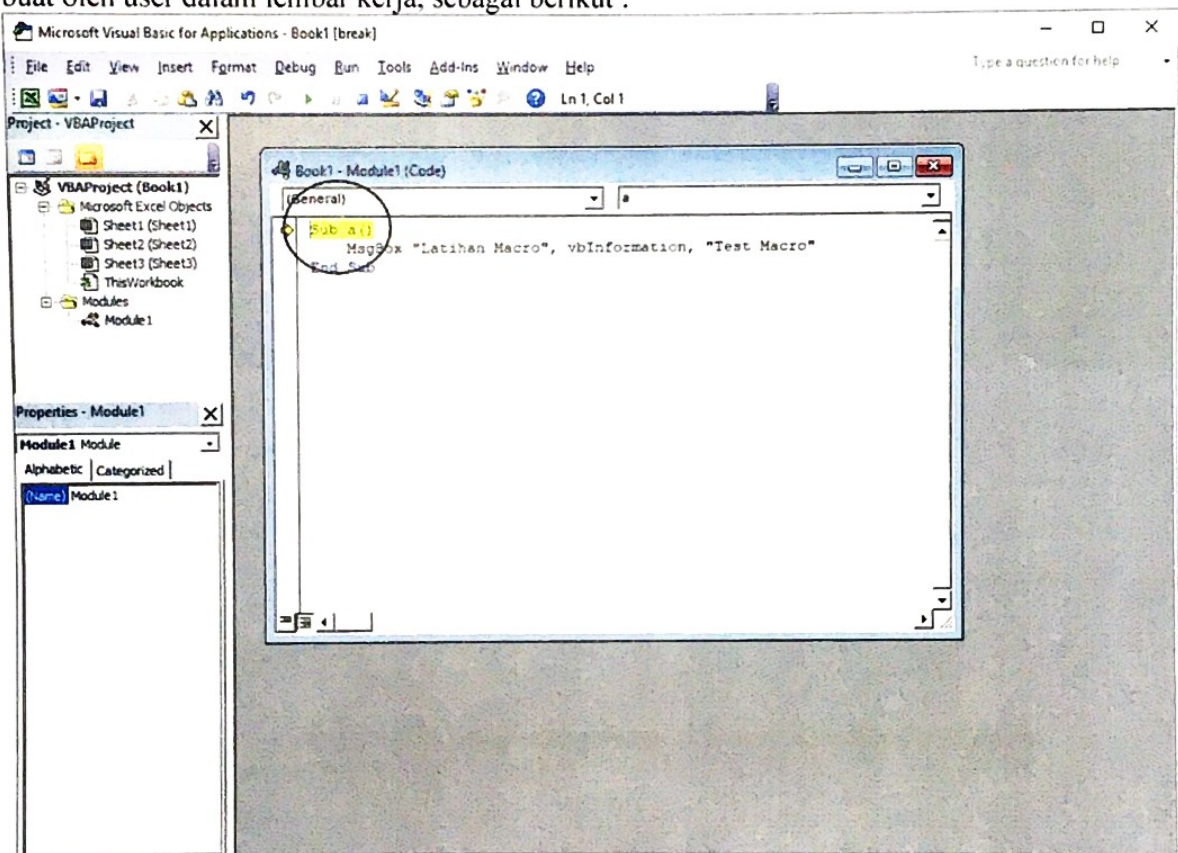 buat oleh user dalam lembar kerja, sebagai berikut :
Microsoft Visual Basic for Applications - Book1 [break]
File Edit View Insert Format Debug Run Tools Add-Ins Window Help
Type a question for help
Ln 1, Col 1
Project - VBAProject
VBAProject (Book1)
Microsoft Excel Objects
Sheet1 (Sheet1)
Sheet2 (Sheet2)
Sheet3 (Sheet3)
ThisWorkbook
Modules
Module1
Properties - Module1
Module1 Module
Alphabetic Categorized
(Name) Module1
Book1 - Module1 (Code)
(General) a
Sub a()
MsgBox "Latihan Macro", vbInformation, "Test Macro"
End Sub